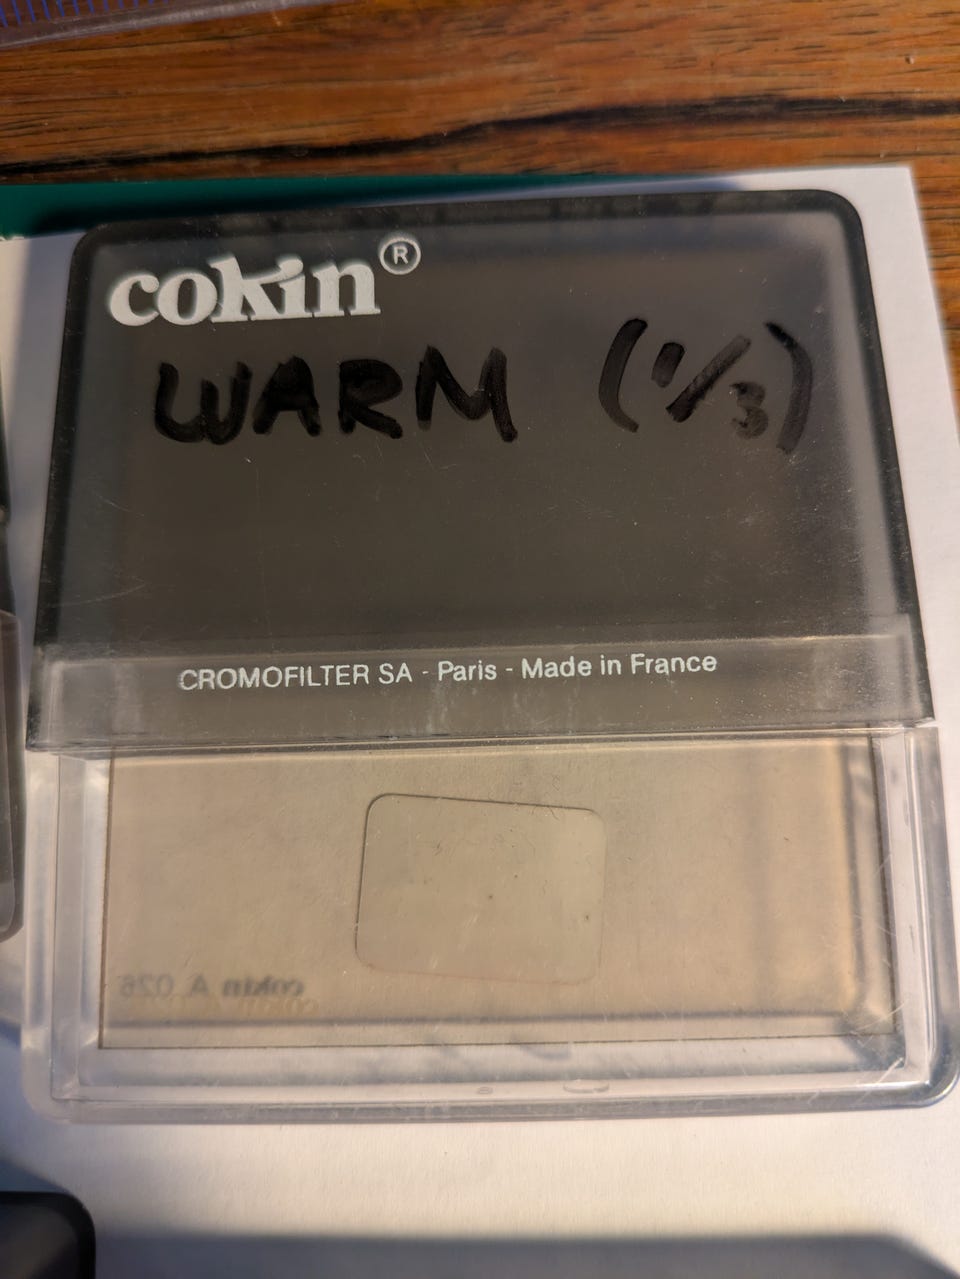 cokin®
WARM (1/3)
CROMOFILTER SA - Paris - Made in France
cokin A 026